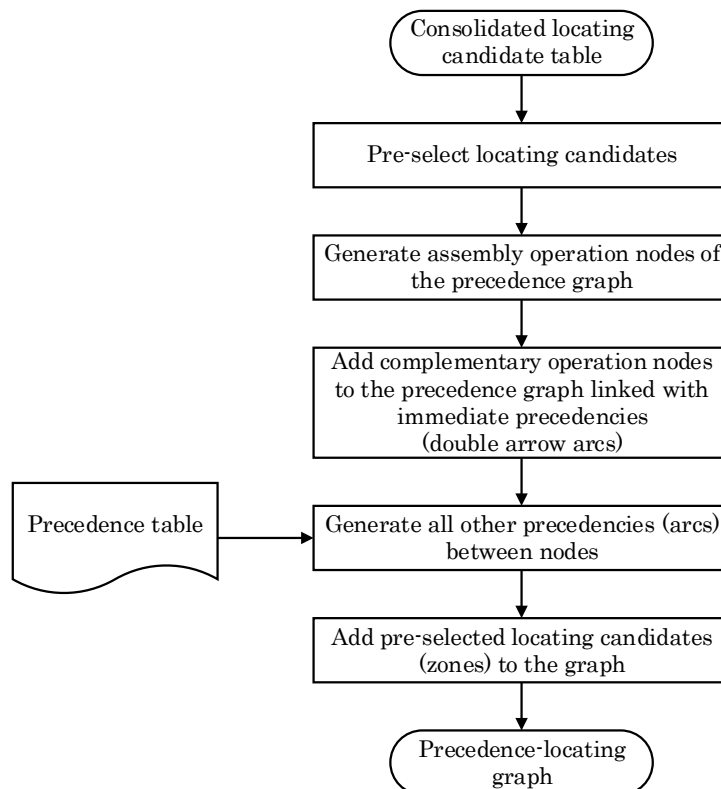 Consolidated locating
candidate table
Pre-select locating candidates
Generate assembly operation nodes of
the precedence graph
Add complementary operation nodes
to the precedence graph linked with
immediate precedencies
(double arrow arcs)
Precedence table
Generate all other precedencies (arcs)
between nodes
Add pre-selected locating candidates
(zones) to the graph
Precedence-locating
graph